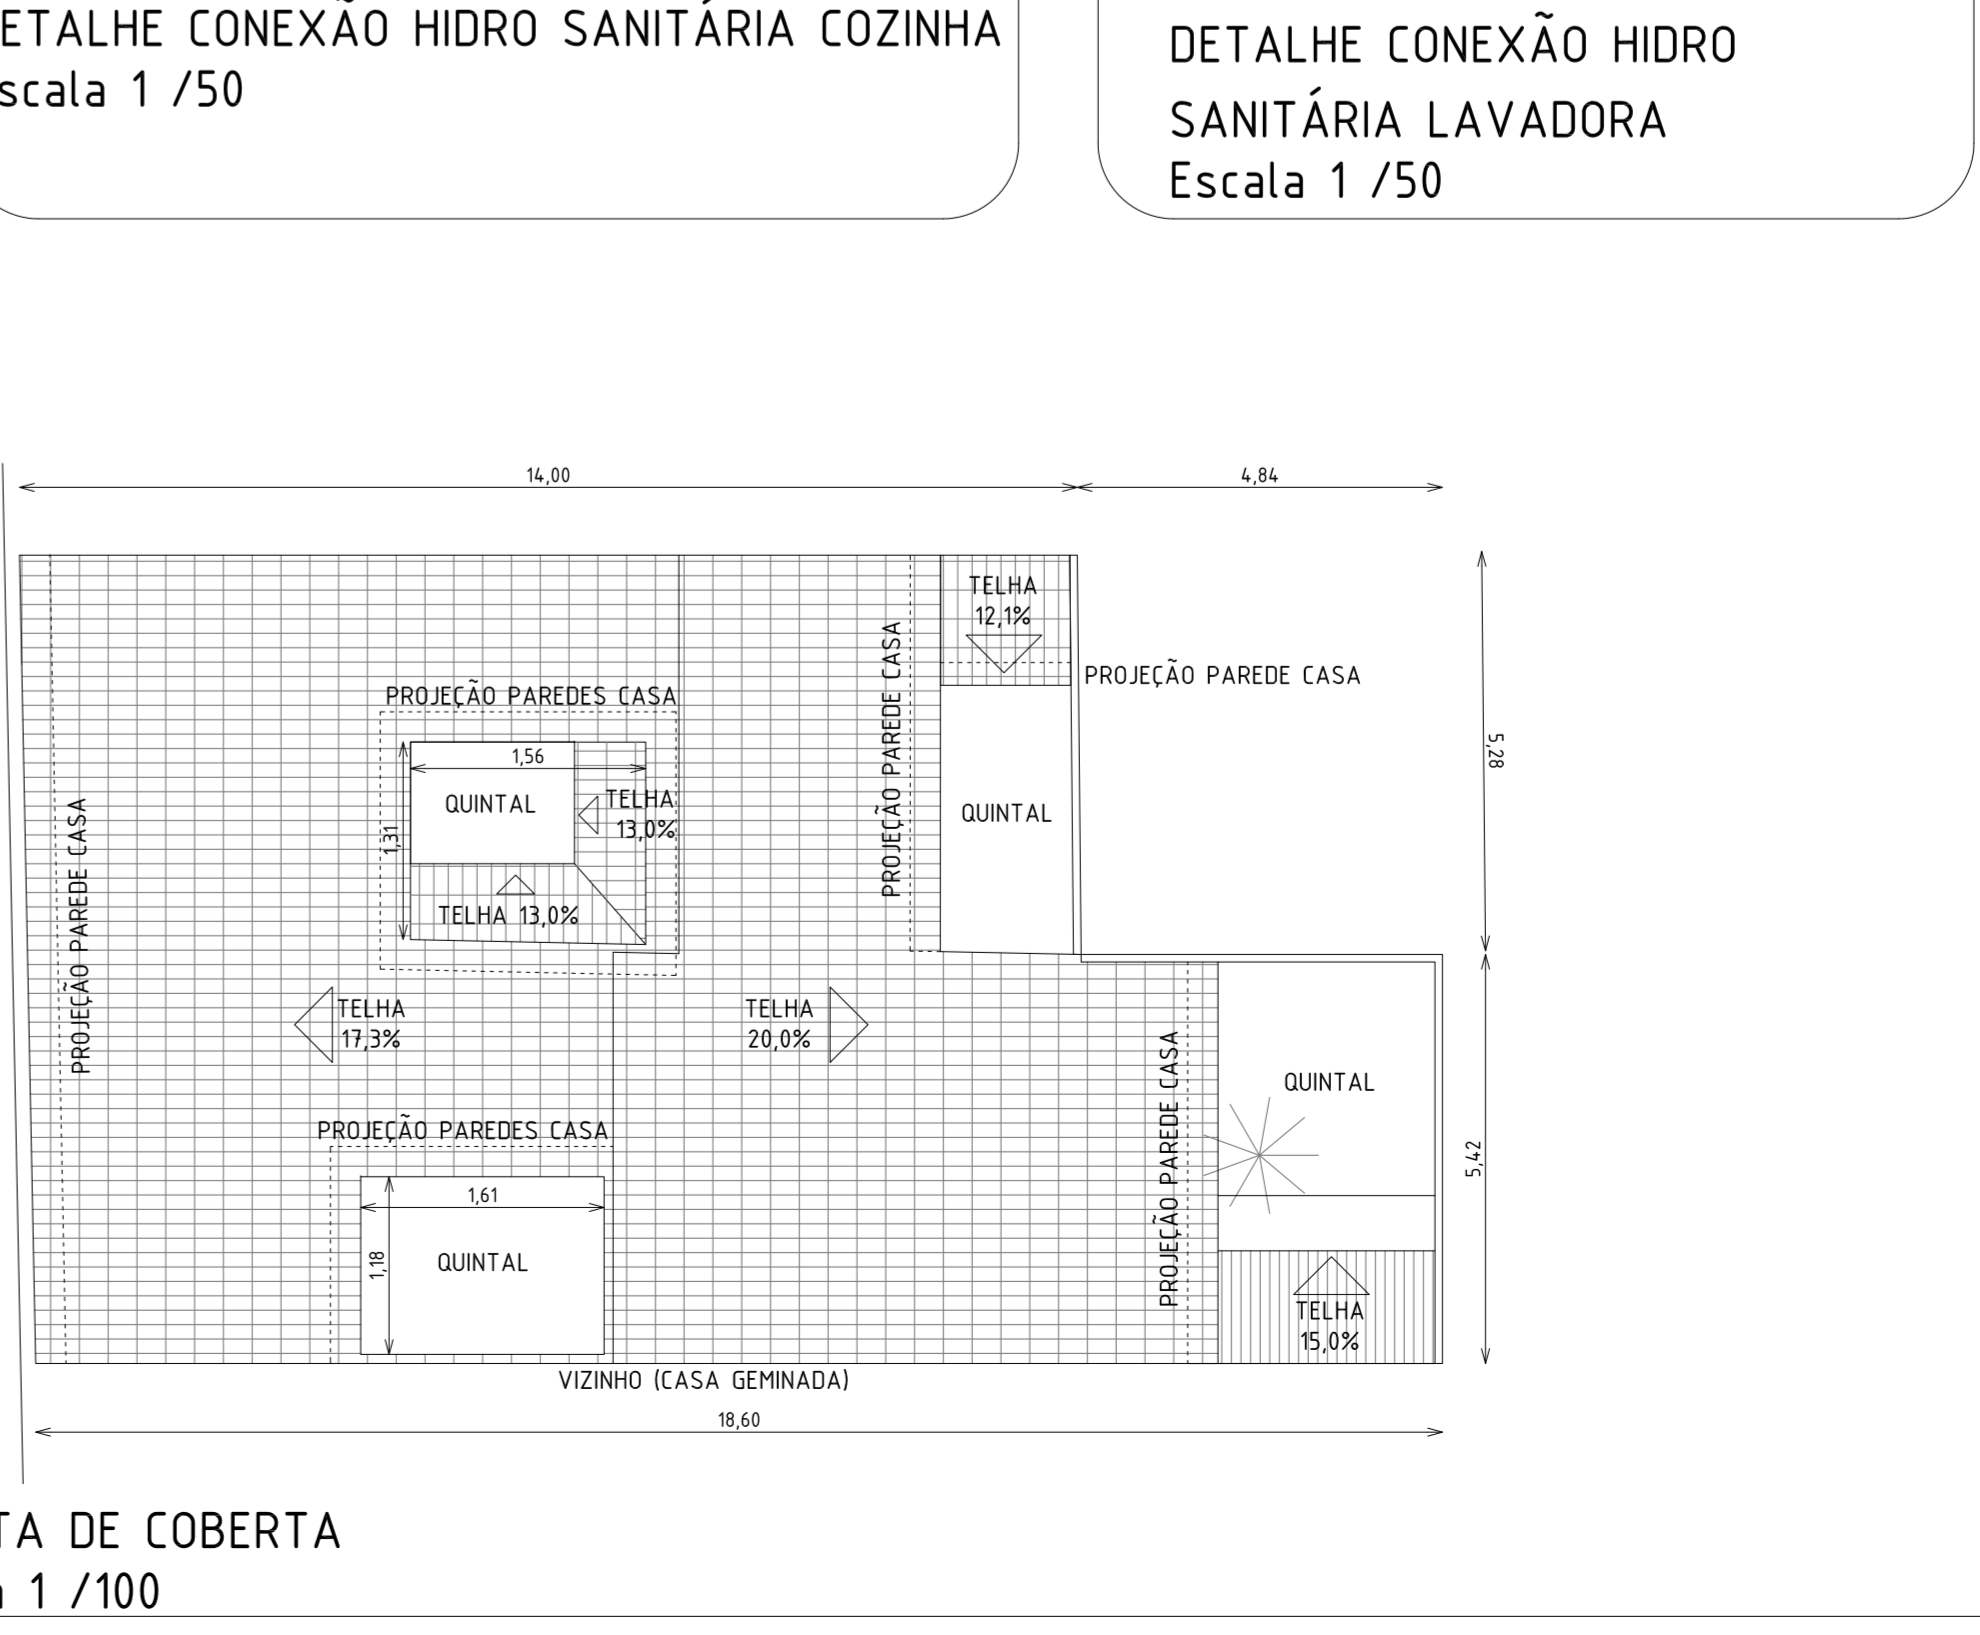 ETALHE CONEXÃO HIDRO SANITÁRIA COZINHA
scala 1 /50
DETALHE CONEXÃO HIDRO
SANITÁRIA LAVADORA
Escala 1 /50
14,00
4,84
TELHA
12,1%
PROJEÇÃO PAREDE CASA
PROJEÇÃO PAREDE CASA
PROJEÇÃO PAREDES CASA
5,28
1,56
QUINTAL
TELHA
13,0%
1,31
QUINTAL
TELHA 13,0%
PROJEÇÃO PAREDE CASA
TELHA
17,3%
TELHA
20,0%
PROJEÇÃO PAREDE CASA
QUINTAL
5,42
PROJEÇÃO PAREDES CASA
1,61
1,18
QUINTAL
TELHA
15,0%
VIZINHO (CASA GEMINADA)
18,60
TA DE COBERTA
1 /100